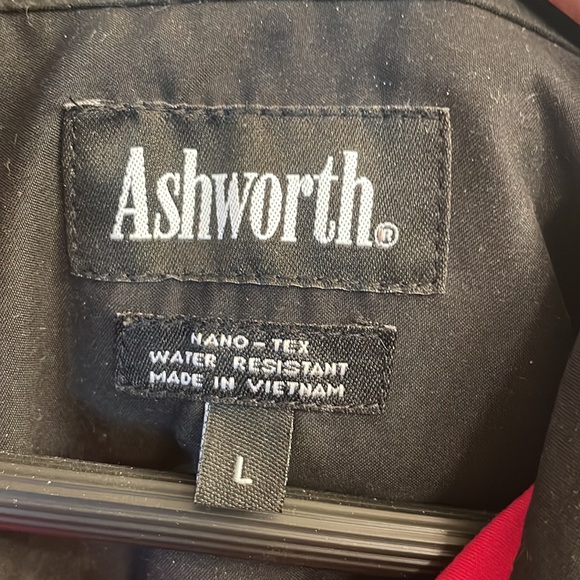 Ashworth®
NANO-TEX
WATER RESISTANT
MADE IN VIETNAM
L